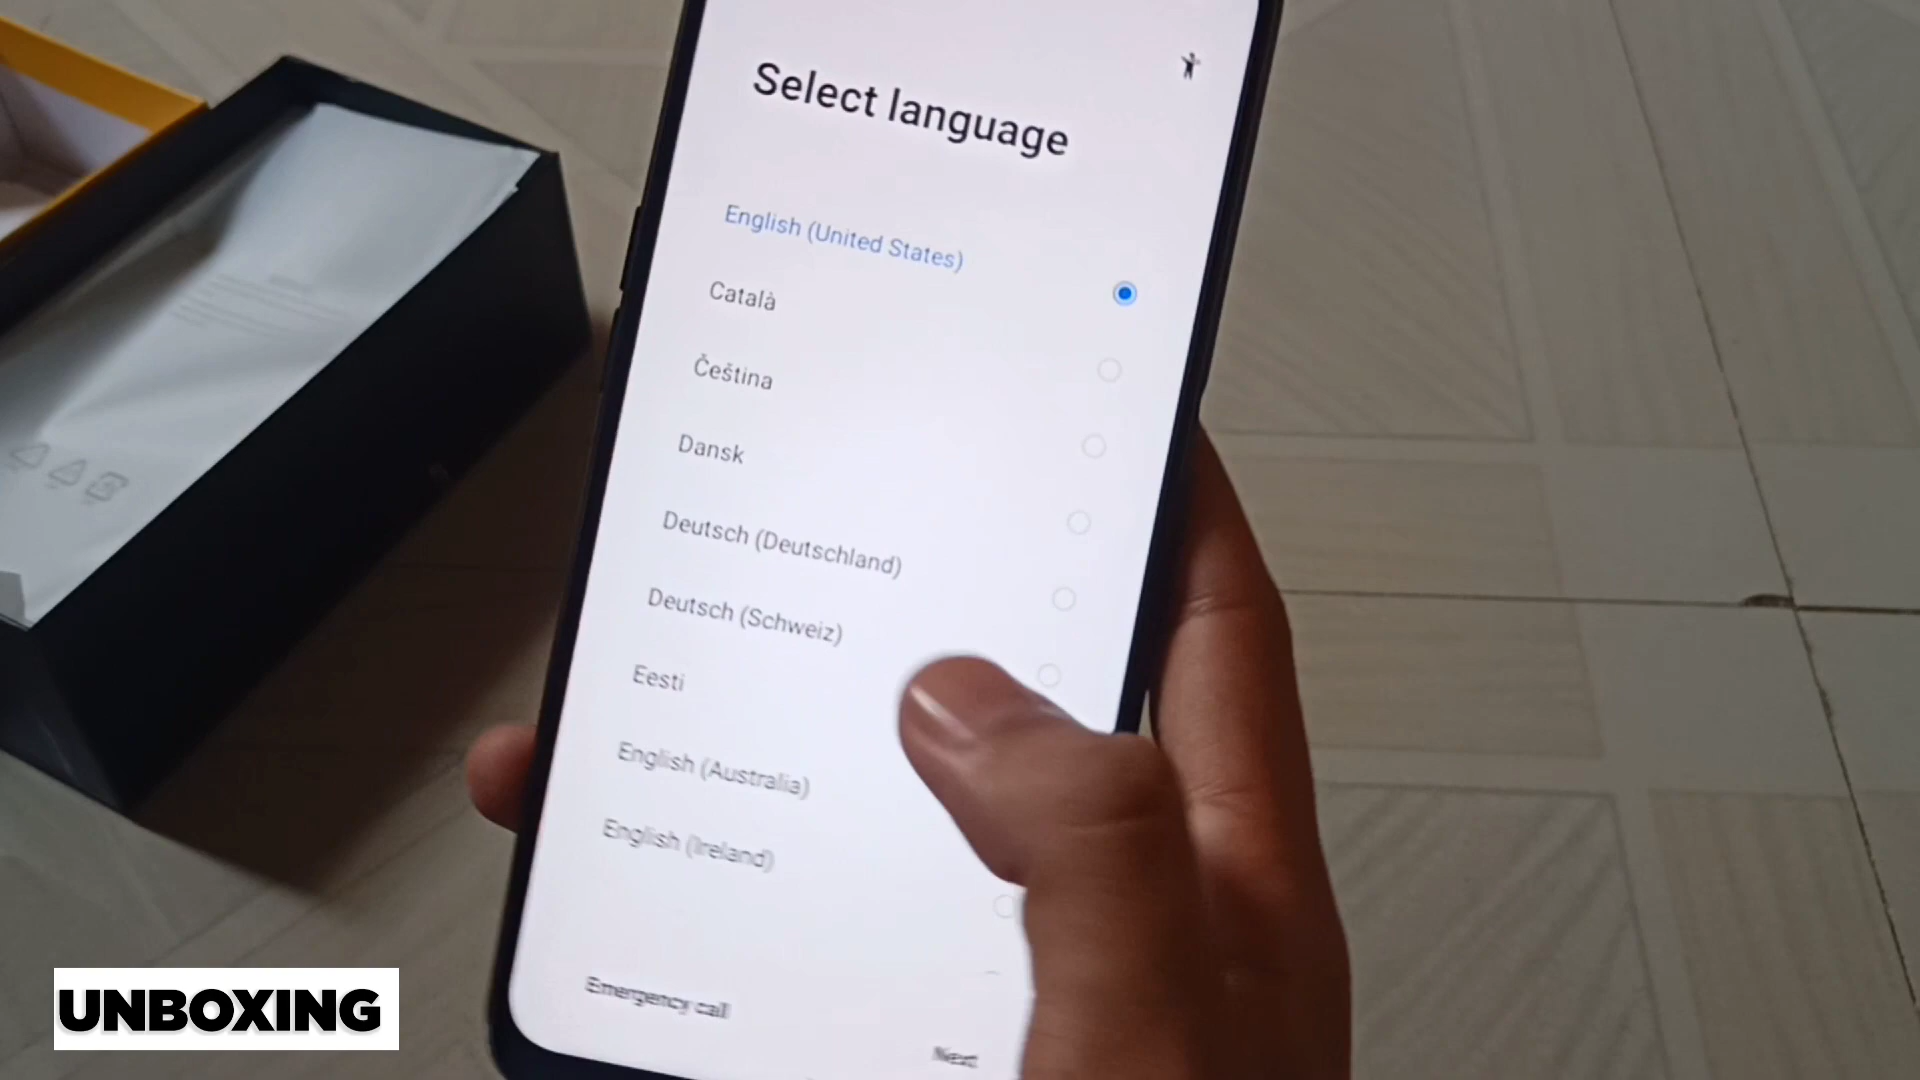 Select language
English (United States)
Català
Čeština
Dansk
Deutsch (Deutschland)
Deutsch (Schweiz)
Eesti
English (Australia)
English (Ireland)
Emergency call
Next
UNBOXING